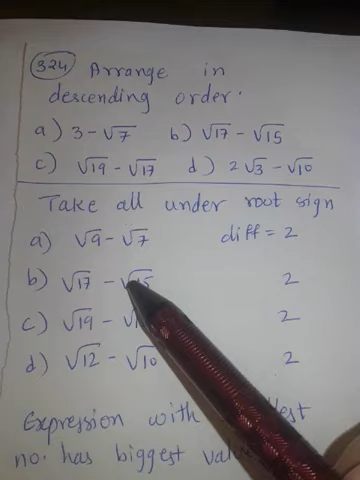 324 Arrange in
descending order.
a) 3-√7 b) √17-√15
c) √19-√17 d) 2√3-√10
Take all under root sign
a) √9-√7 diff = 2
b) √17-√15 2
c) √19-√ 2
d) √12-√10 2
Expression with
no. has biggest